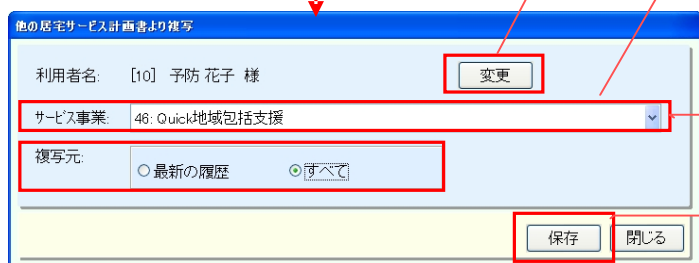 他の居宅サービス計画書より複写
利用者名: [10] 予防 花子 様 変更
サービス事業: 46: Quick地域包括支援
複写元: ○最新の履歴 ◉すべて
保存 閉じる